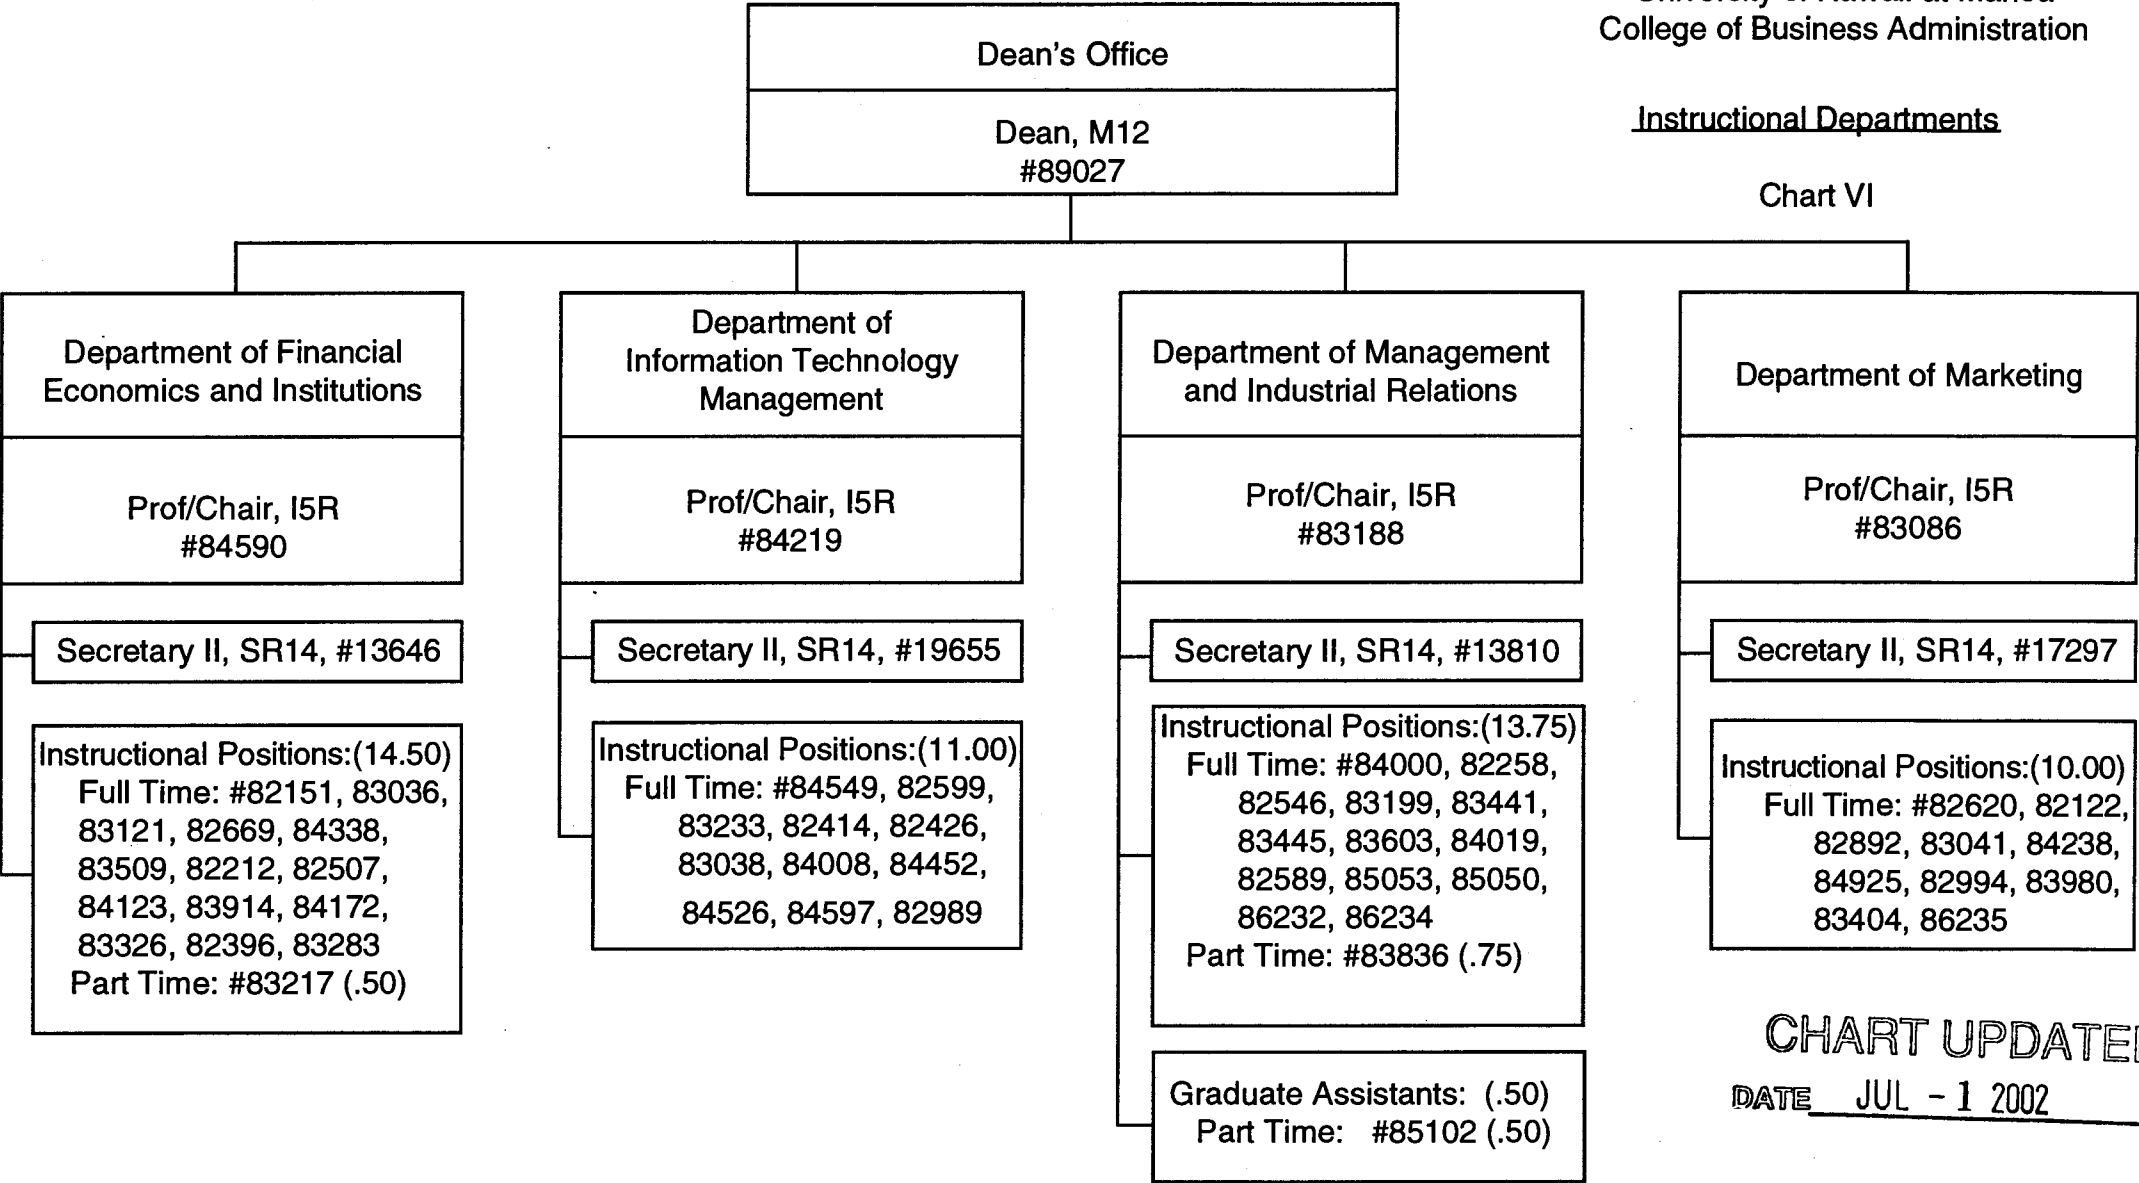 College of Business Administration
Instructional Departments
Chart VI
Dean's Office
Dean, M12
#89027
Department of Financial
Economics and Institutions
Prof/Chair, I5R
#84590
Secretary II, SR14, #13646
Instructional Positions:(14.50)
Full Time: #82151, 83036,
83121, 82669, 84338,
83509, 82212, 82507,
84123, 83914, 84172,
83326, 82396, 83283
Part Time: #83217 (.50)
Department of
Information Technology
Management
Prof/Chair, I5R
#84219
Secretary II, SR14, #19655
Instructional Positions:(11.00)
Full Time: #84549, 82599,
83233, 82414, 82426,
83038, 84008, 84452,
84526, 84597, 82989
Department of Management
and Industrial Relations
Prof/Chair, I5R
#83188
Secretary II, SR14, #13810
Instructional Positions:(13.75)
Full Time: #84000, 82258,
82546, 83199, 83441,
83445, 83603, 84019,
82589, 85053, 85050,
86232, 86234
Part Time: #83836 (.75)
Graduate Assistants: (.50)
Part Time: #85102 (.50)
Department of Marketing
Prof/Chair, I5R
#83086
Secretary II, SR14, #17297
Instructional Positions:(10.00)
Full Time: #82620, 82122,
82892, 83041, 84238,
84925, 82994, 83980,
83404, 86235
CHART UPDATE
DATE JUL - 1 2002